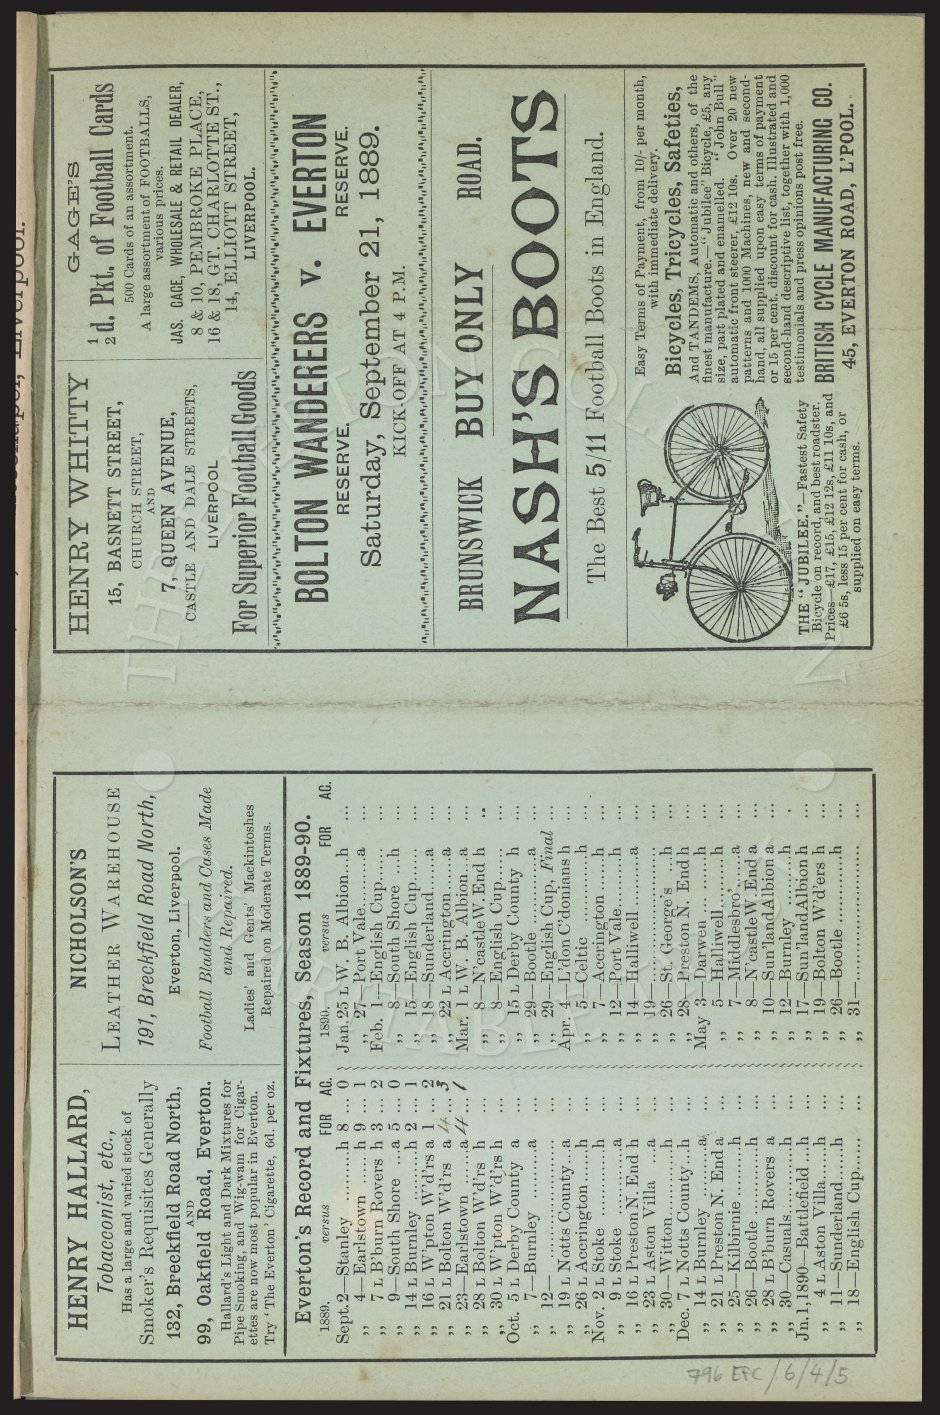 HENRY HALLARD,
Tobacconist, etc.,
Has a large and varied stock of
Smoker's Requisites Generally
132, Breckfield Road North,
AND
99, Oakfield Road, Everton.
Hallard's Light and Dark Mixtures for
Pipe Smoking, and Wig-wam for Cigar-
ettes are now most popular in Everton.
Try 'The Everton' Cigarette, 6d. per oz.
NICHOLSON'S
LEATHER WAREHOUSE
191, Breckfield Road North,
Everton, Liverpool.
Football Bladders and Cases Made
and Repaired.
Ladies' and Gents' Mackintoshes
Repaired on Moderate Terms.
Everton's Record and Fixtures, Season 1889-90.
1889. versus FOR AG.
Sept. 2—Stanley ..........h 8 ... 0
,, 4—Earlstown ......h 9 ... 1
,, 7 L B'burn Rovers h 3 ... 2
,, 9—South Shore ...a 5 ... 0
,, 14 L Burnley .........h 2 ... 1
,, 16 L W'pton W'd'rs a 1 ... 2
,, 21 L Bolton W'd'rs a 4 ... 3
,, 23—Earlstown ......a 4 ... 1
,, 28 L Bolton W'd'rs h ...
,, 30 L W'pton W'd'rs h ...
Oct. 5 L Derby County a ...
,, 7—Burnley .........a ...
,, 12— ..................... ...
,, 19 L Notts County...a ...
,, 26 L Accrington......h ...
Nov. 2 L Stoke ............h ...
,, 9 L Stoke ............a ...
,, 16 L Preston N. End h ...
,, 23 L Aston Villa ...a ...
,, 30—Witton............h ...
Dec. 7 L Notts County...h ...
,, 14 L Burnley .........a ...
,, 21 L Preston N. End a ...
,, 25—Kilbirnie .........h ...
,, 26—Bootle ............h ...
,, 28 L B'burn Rovers a ...
,, 30 Casuals............h ...
Jn. 1, 1890—Battlefield ...h ...
,, 4 L Aston Villa......h ...
,, 11—Sunderland......h ...
,, 18—English Cup...... ...
1890. versus FOR AG.
Jan. 25 L W. B. Albion...h ...
,, 27—Port Vale.........a ...
Feb. 1—English Cup...... ...
,, 8—South Shore ...h ...
,, 15—English Cup...... ...
,, 18—Sunderland......a ...
,, 22 L Accrington......a ...
Mar. 1 L W. B. Albion...a ...
,, 8—N'castle W. End h ...
,, 8—English Cup...... ...
,, 15 L Derby County h ...
,, 29—Bootle ............a ...
,, 29—English Cup, Final ...
Apr. 4—L'don C'donians h ...
,, 5—Celtic ............h ...
,, 7—Accrington......h ...
,, 12—Port Vale.........h ...
,, 14—Halliwell .........a ...
,, 19—..................... ...
,, 26—St. George's ...h ...
,, 28—Preston N. End h ...
May 3—Darwen .........h ...
,, 5—Halliwell.........h ...
,, 7—Middlesbro'......a ...
,, 8—N'castle W. End a ...
,, 10—Sun'land Albion a ...
,, 12—Burnley .........h .
,, 17—Sun'land Albion h ...
,, 19—Bolton W'd'ers h ...
,, 26—Bootle ............h ...
,, 31—..................... ...
796 EFC/6/4/5
HENRY WHITTY
15, BASNETT STREET,
CHURCH STREET,
AND
7, QUEEN AVENUE,
CASTLE AND DALE STREETS,
LIVERPOOL
For Superior Football Goods
GAGE'S
1/2d. Pkt. of Football Cards
500 Cards of an assortment.
A large assortment of FOOTBALLS,
various prices.
JAS. GAGE, WHOLESALE & RETAIL DEALER,
8 & 10, PEMBROKE PLACE,
16 & 18, GT. CHARLOTTE ST.,
14, ELLIOTT STREET,
LIVERPOOL.
BOLTON WANDERERS v. EVERTON
RESERVE. RESERVE.
Saturday, September 21, 1889.
KICK-OFF AT 4 P.M.
BRUNSWICK BUY ONLY ROAD.
NASH'S BOOTS
The Best 5/11 Football Boots in England.
THE "JUBILEE."—Fastest Safety
Bicycle on record, and best roadster.
Prices—£17, £15, £12 12s, £11 10s, and
£6 5s, less 15 per cent for cash, or
supplied on easy terms.
Easy Terms of Payment, from 10/- per month,
with immediate delivery.
Bicycles, Tricycles, Safeties,
And TANDEMS, Automatic and others, of the
finest manufacture.—"Jubilee" Bicycle, £5, any
size, part plated and enamelled. "John Bull"
automatic front steerer, £12 10s. Over 20 new
patterns and 1000 Machines, new and second-
hand, all supplied upon easy terms of payment
or 15 per cent. discount for cash. Illustrated and
second-hand descriptive list, together with 1,000
testimonials and press opinions post free.
BRITISH CYCLE MANUFACTURING CO.
45, EVERTON ROAD, L'POOL.
THE EVERTON COLLECTION
CHARITABLE TRUST
Liverpool.